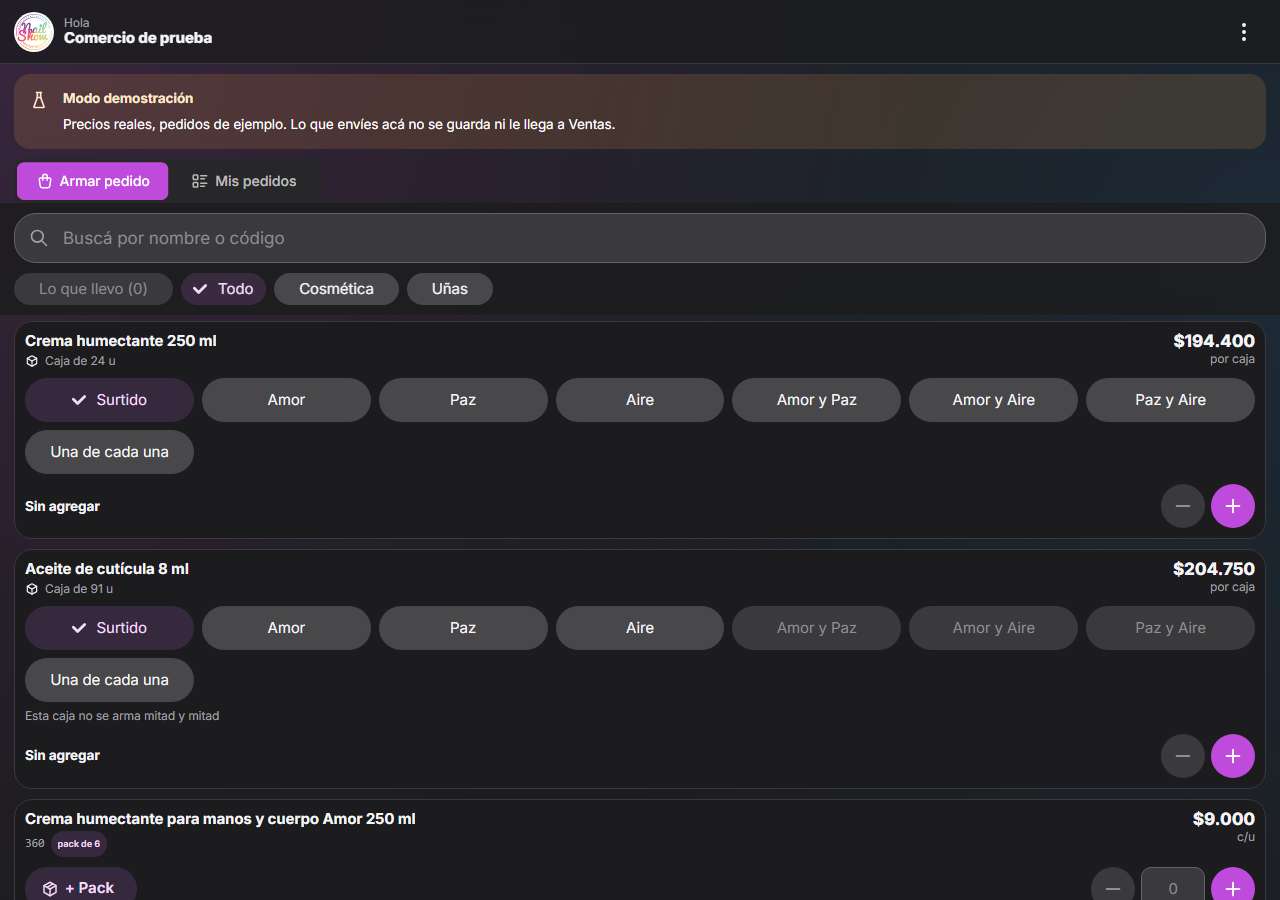 Nail
Show
Hola
Comercio de prueba
Modo demostración
Precios reales, pedidos de ejemplo. Lo que envíes acá no se guarda ni le llega a Ventas.
Armar pedido
Mis pedidos
Buscá por nombre o código
Lo que llevo (0)
Todo
Cosmética
Uñas
Crema humectante 250 ml
$194.400
Caja de 24 u
por caja
Surtido
Amor
Paz
Aire
Amor y Paz
Amor y Aire
Paz y Aire
Una de cada una
Sin agregar
Aceite de cutícula 8 ml
$204.750
Caja de 91 u
por caja
Surtido
Amor
Paz
Aire
Amor y Paz
Amor y Aire
Paz y Aire
Una de cada una
Esta caja no se arma mitad y mitad
Sin agregar
Crema humectante para manos y cuerpo Amor 250 ml
$9.000
360
pack de 6
c/u
+ Pack
0